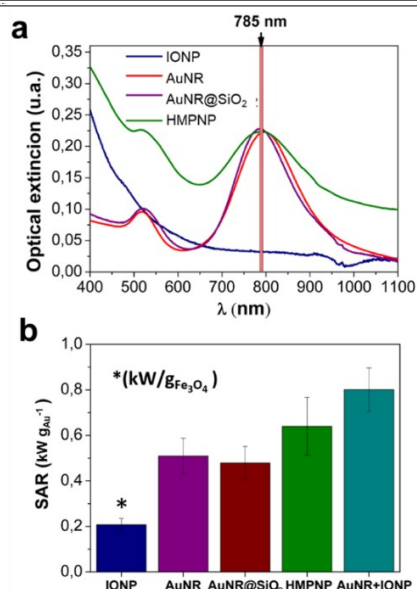 a
785 nm
IONP
AuNR
AuNR@SiO2
HMPNP
Optical extincion (u.a.)
0,35
0,30
0,25
0,20
0,15
0,10
0,05
0,00
400 500 600 700 800 900 1000 1100
λ (nm)
b
*(kW/gFe3O4)
SAR (kW gAu-1)
1,0
0,8
0,6
0,4
0,2
0,0
*
IONP AuNR AuNR@SiO2 HMPNP AuNR+IONP